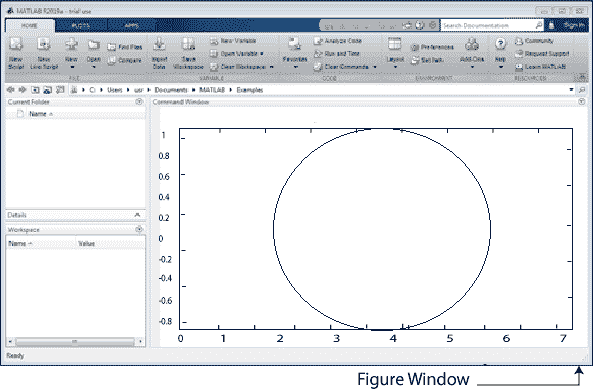 MATLAB R2019a - trial use
HOME PLOTS APPS
Search Documentation Sign In
New Script
New Live Script
New
Open
Find Files
Compare
Import Data
Save Workspace
New Variable
Open Variable
Clear Workspace
Favorites
Analyze Code
Run and Time
Clear Commands
Layout
Preferences
Set Path
Add-Ons
Help
Community
Request Support
Learn MATLAB
FILE VARIABLE CODE ENVIRONMENT RESOURCES
C: Users usr Documents MATLAB Examples
Current Folder
Name
Details
Workspace
Name Value
Command Window
1
0.8
0.6
0.4
0.2
0
-0.2
-0.4
-0.6
-0.8
0 1 2 3 4 5 6 7
Ready
Figure Window